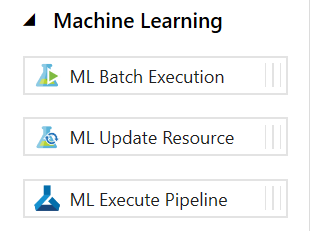 Machine Learning
ML Batch Execution
ML Update Resource
ML Execute Pipeline